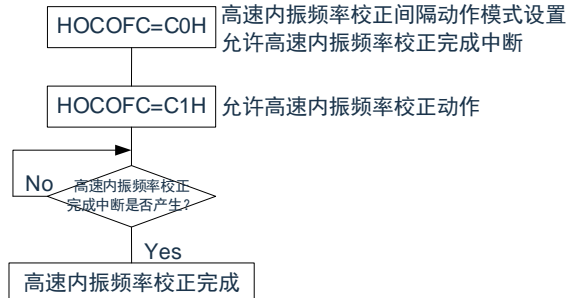 HOCOFC=C0H
高速内振频率校正间隔动作模式设置
允许高速内振频率校正完成中断
HOCOFC=C1H
允许高速内振频率校正动作
No
高速内振频率校正
完成中断是否产生?
Yes
高速内振频率校正完成